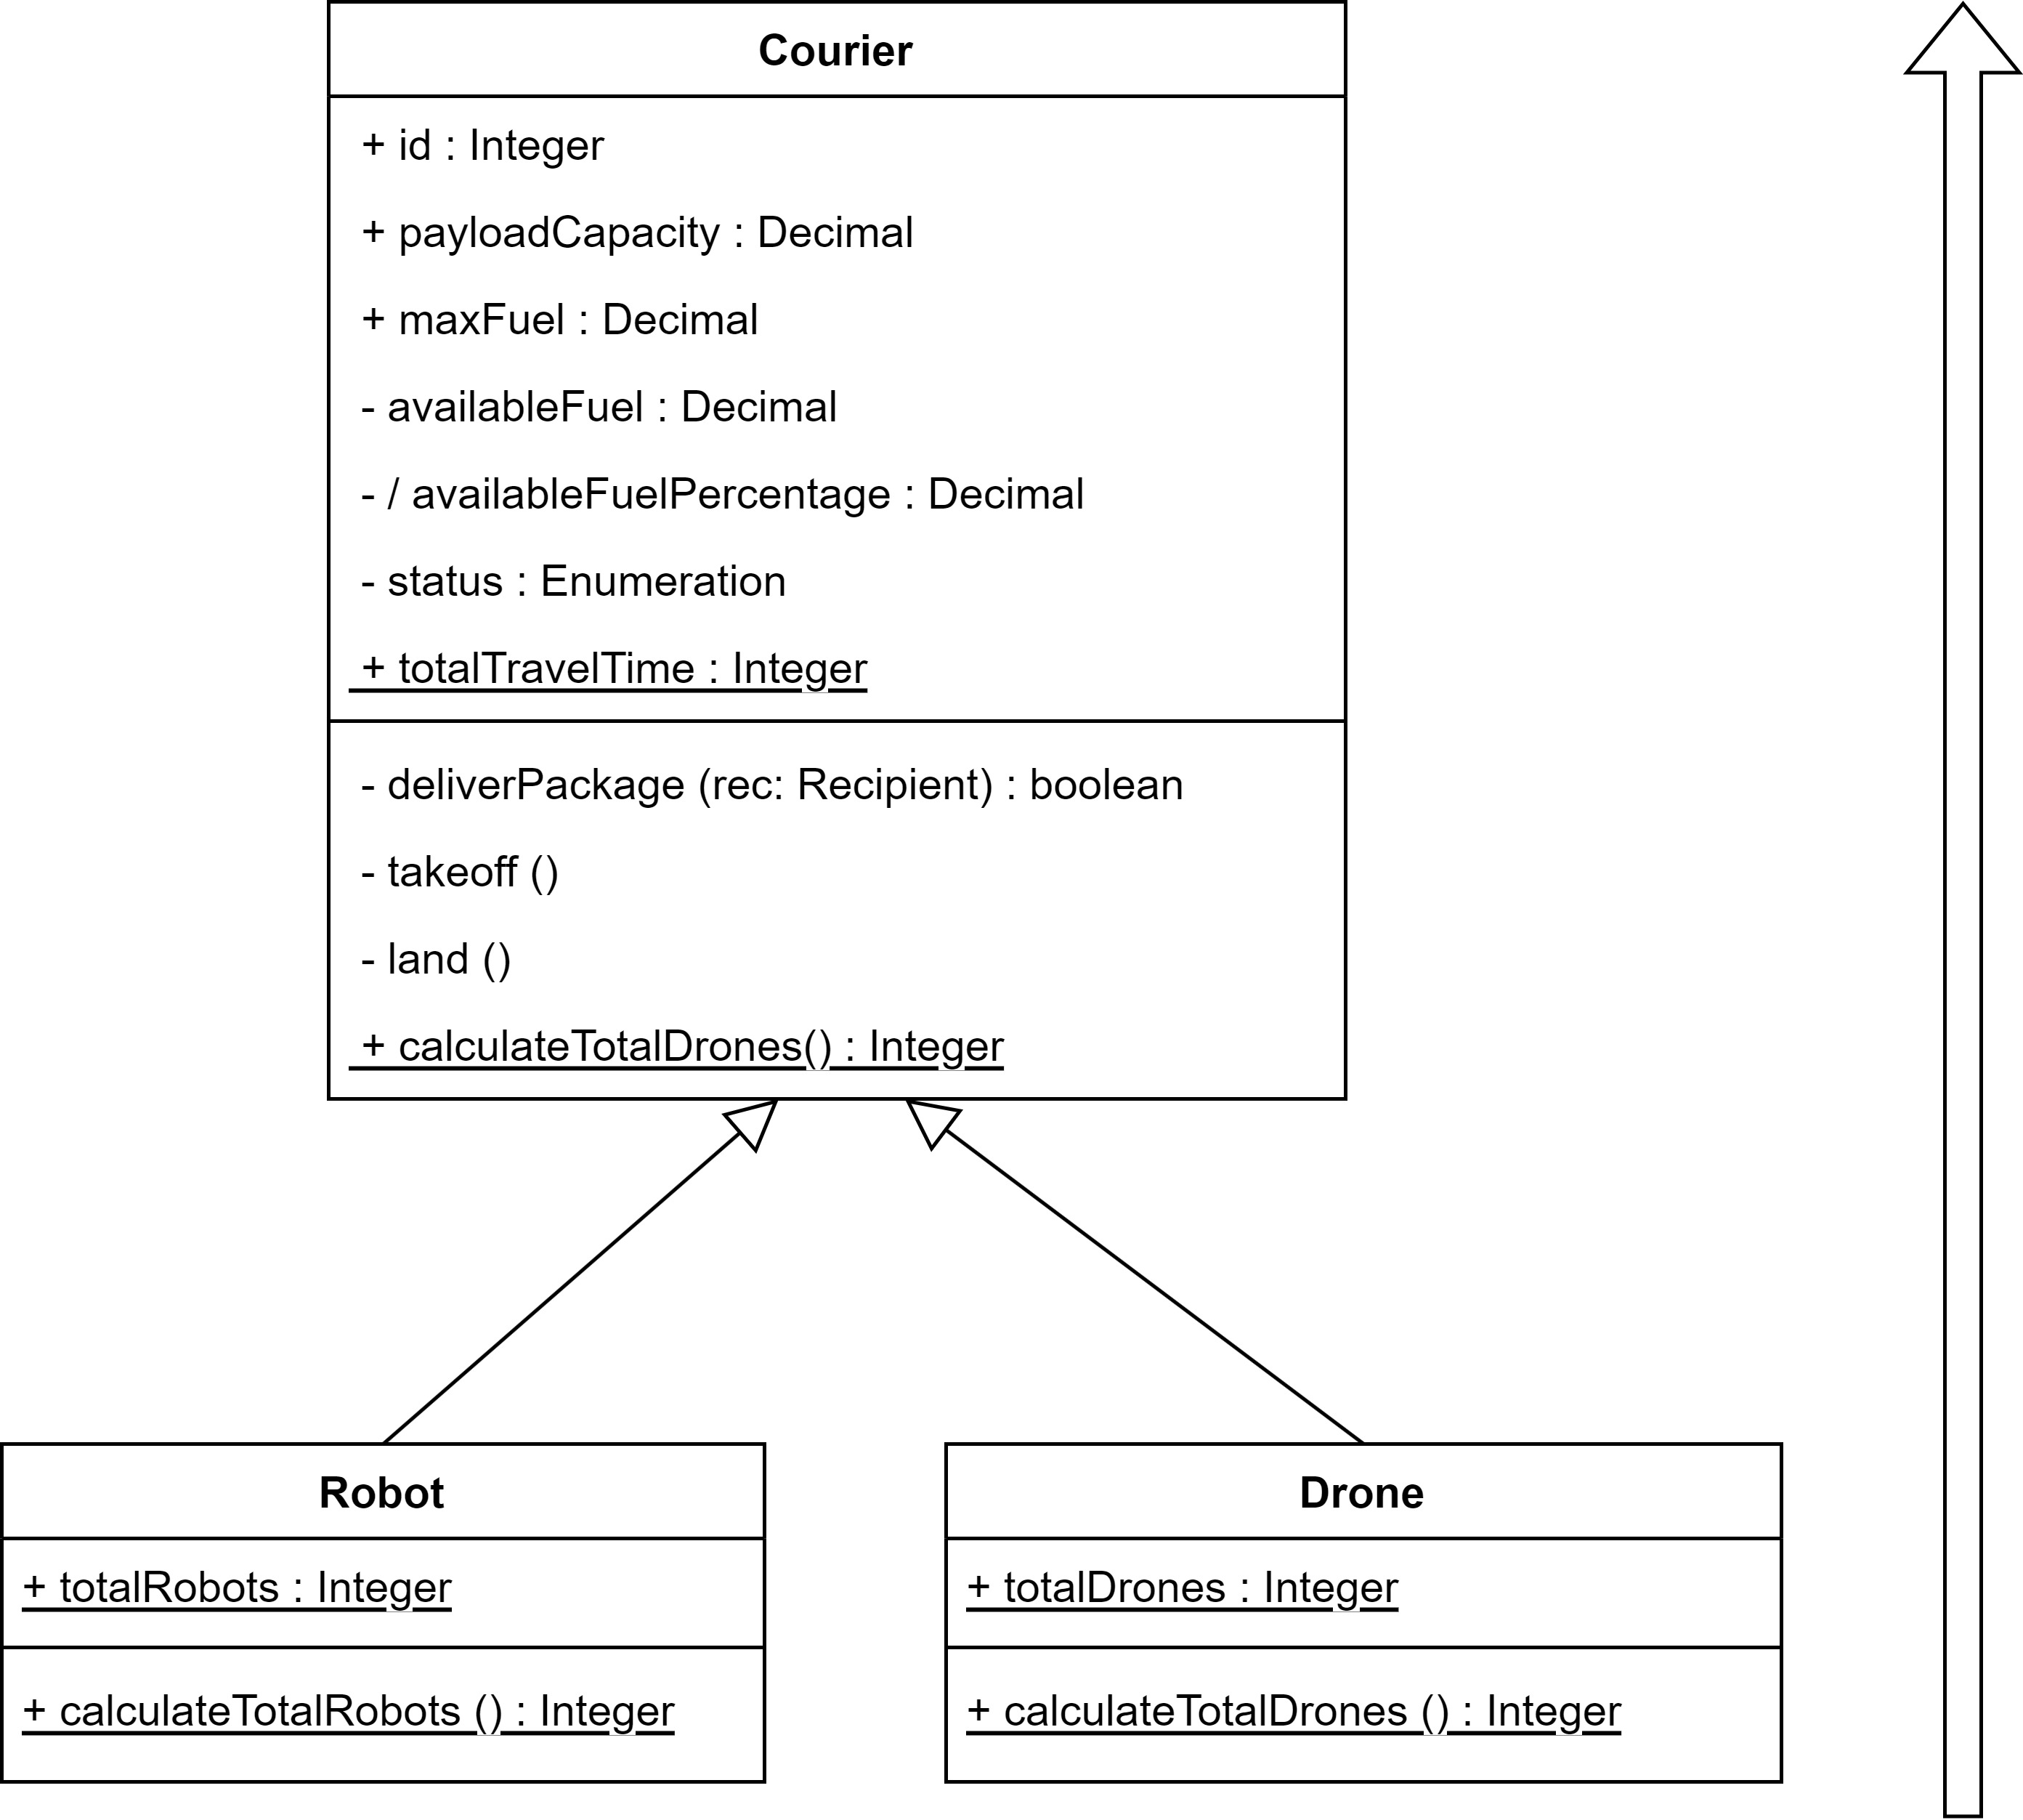 Courier
+ id : Integer
+ payloadCapacity : Decimal
+ maxFuel : Decimal
- availableFuel : Decimal
- / availableFuelPercentage : Decimal
- status : Enumeration
+ totalTravelTime : Integer
- deliverPackage (rec: Recipient) : boolean
- takeoff ()
- land ()
+ calculateTotalDrones() : Integer
Robot
+ totalRobots : Integer
+ calculateTotalRobots () : Integer
Drone
+ totalDrones : Integer
+ calculateTotalDrones () : Integer